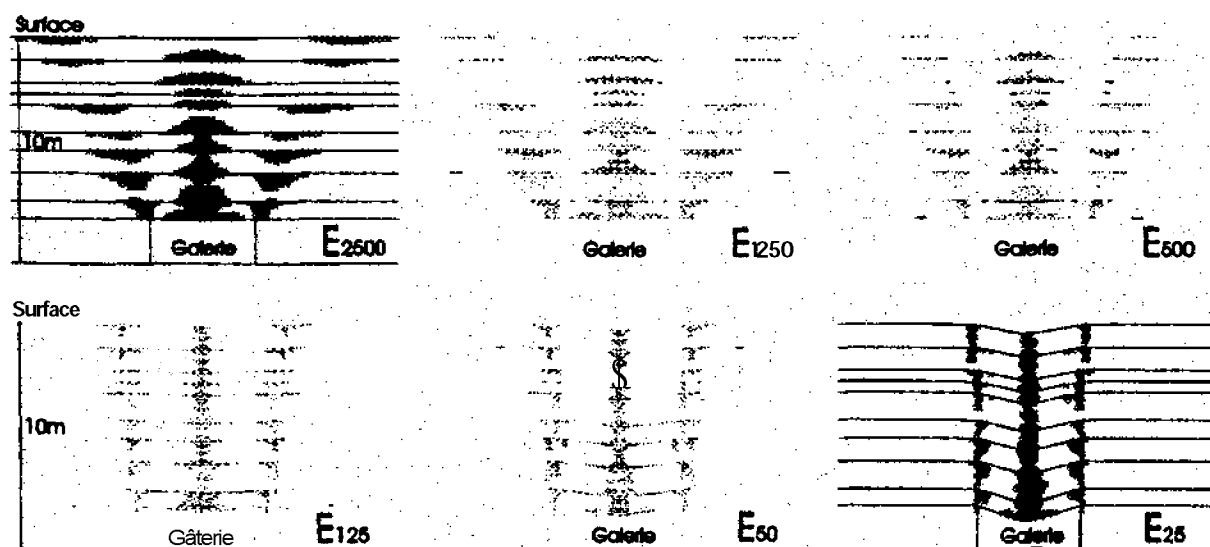 Surface
10m
Galerie E2500
Galerie E1250
Galerie E500
Surface
10m
Gâterie E125
Galerie E50
Galerie E25